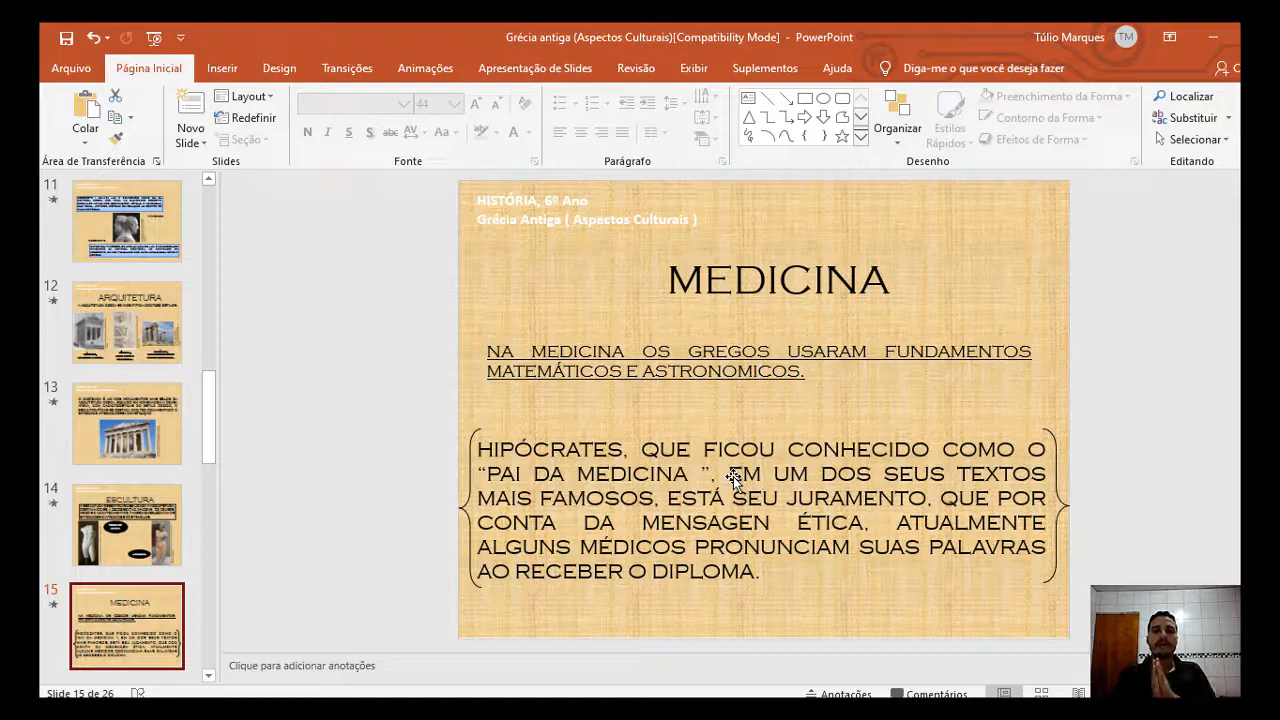 Grécia antiga (Aspectos Culturais)[Compatibility Mode] - PowerPoint
Túlio Marques
TM
Arquivo
Página Inicial
Inserir
Design
Transições
Animações
Apresentação de Slides
Revisão
Exibir
Suplementos
Ajuda
Diga-me o que você deseja fazer
Colar
Novo
Slide
Layout
Redefinir
Seção
44
N I S S abc AV Aa A
Organizar
Estilos
Rápidos
Preenchimento da Forma
Contorno da Forma
Efeitos de Forma
Localizar
Substituir
Selecionar
Área de Transferência
Slides
Fonte
Parágrafo
Desenho
Editando
11
12
ARQUITETURA
13
14
ESCULTURA
15
MEDICINA
HISTÓRIA, 6º Ano
Grécia Antiga ( Aspectos Culturais )
MEDICINA
NA MEDICINA OS GREGOS USARAM FUNDAMENTOS
MATEMÁTICOS E ASTRONOMICOS.
HIPÓCRATES, QUE FICOU CONHECIDO COMO O
“PAI DA MEDICINA ”, EM UM DOS SEUS TEXTOS
MAIS FAMOSOS, ESTÁ SEU JURAMENTO, QUE POR
CONTA DA MENSAGEN ÉTICA, ATUALMENTE
ALGUNS MÉDICOS PRONUNCIAM SUAS PALAVRAS
AO RECEBER O DIPLOMA.
Clique para adicionar anotações
Slide 15 de 26
Anotações
Comentários